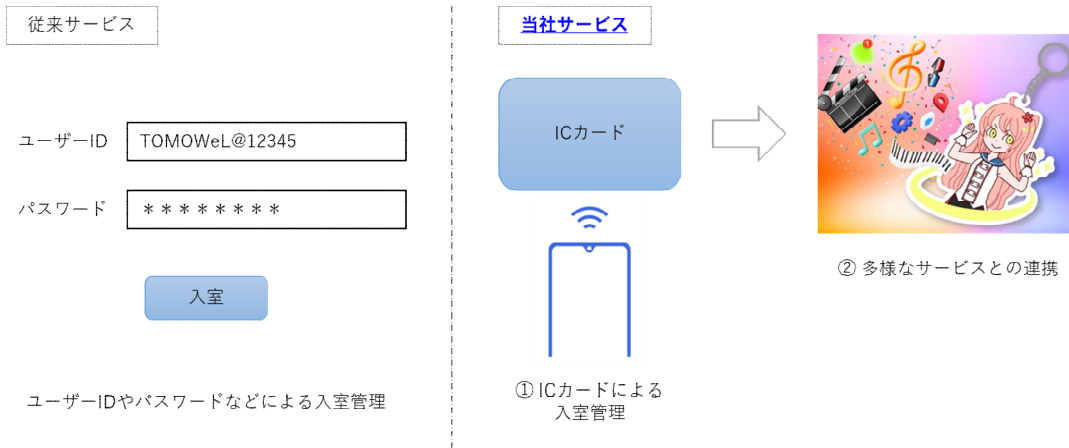 従来サービス
ユーザーID
TOMOWeL@12345
パスワード
********
入室
ユーザーIDやパスワードなどによる入室管理
当社サービス
ICカード
① ICカードによる
入室管理
1
② 多様なサービスとの連携